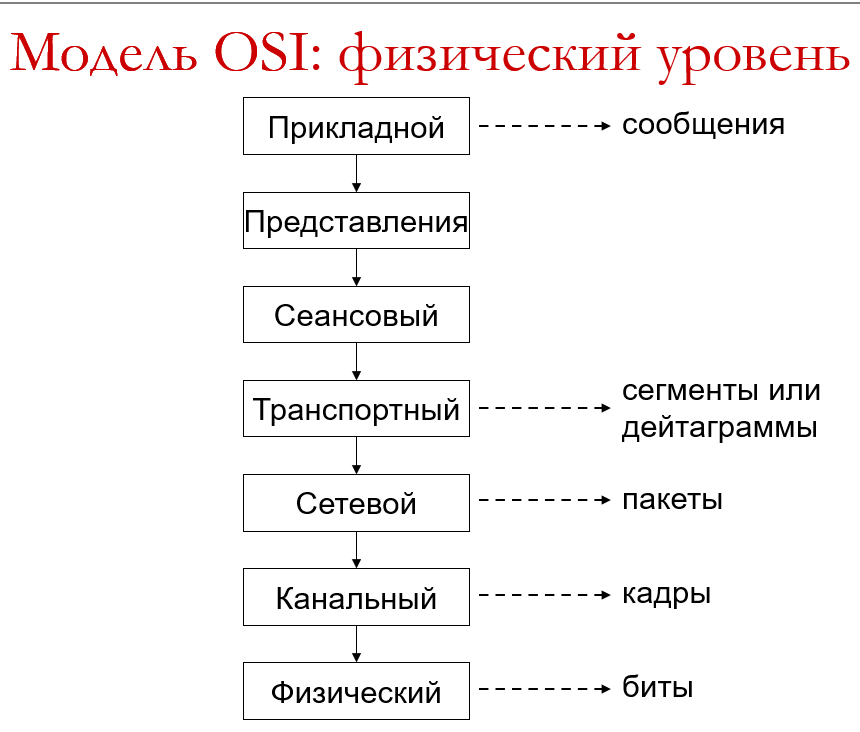 Модель OSI: физический уровень
Прикладной
сообщения
Представления
Сеансовый
Транспортный
сегменты или
дейтаграммы
Сетевой
пакеты
Канальный
кадры
Физический
биты